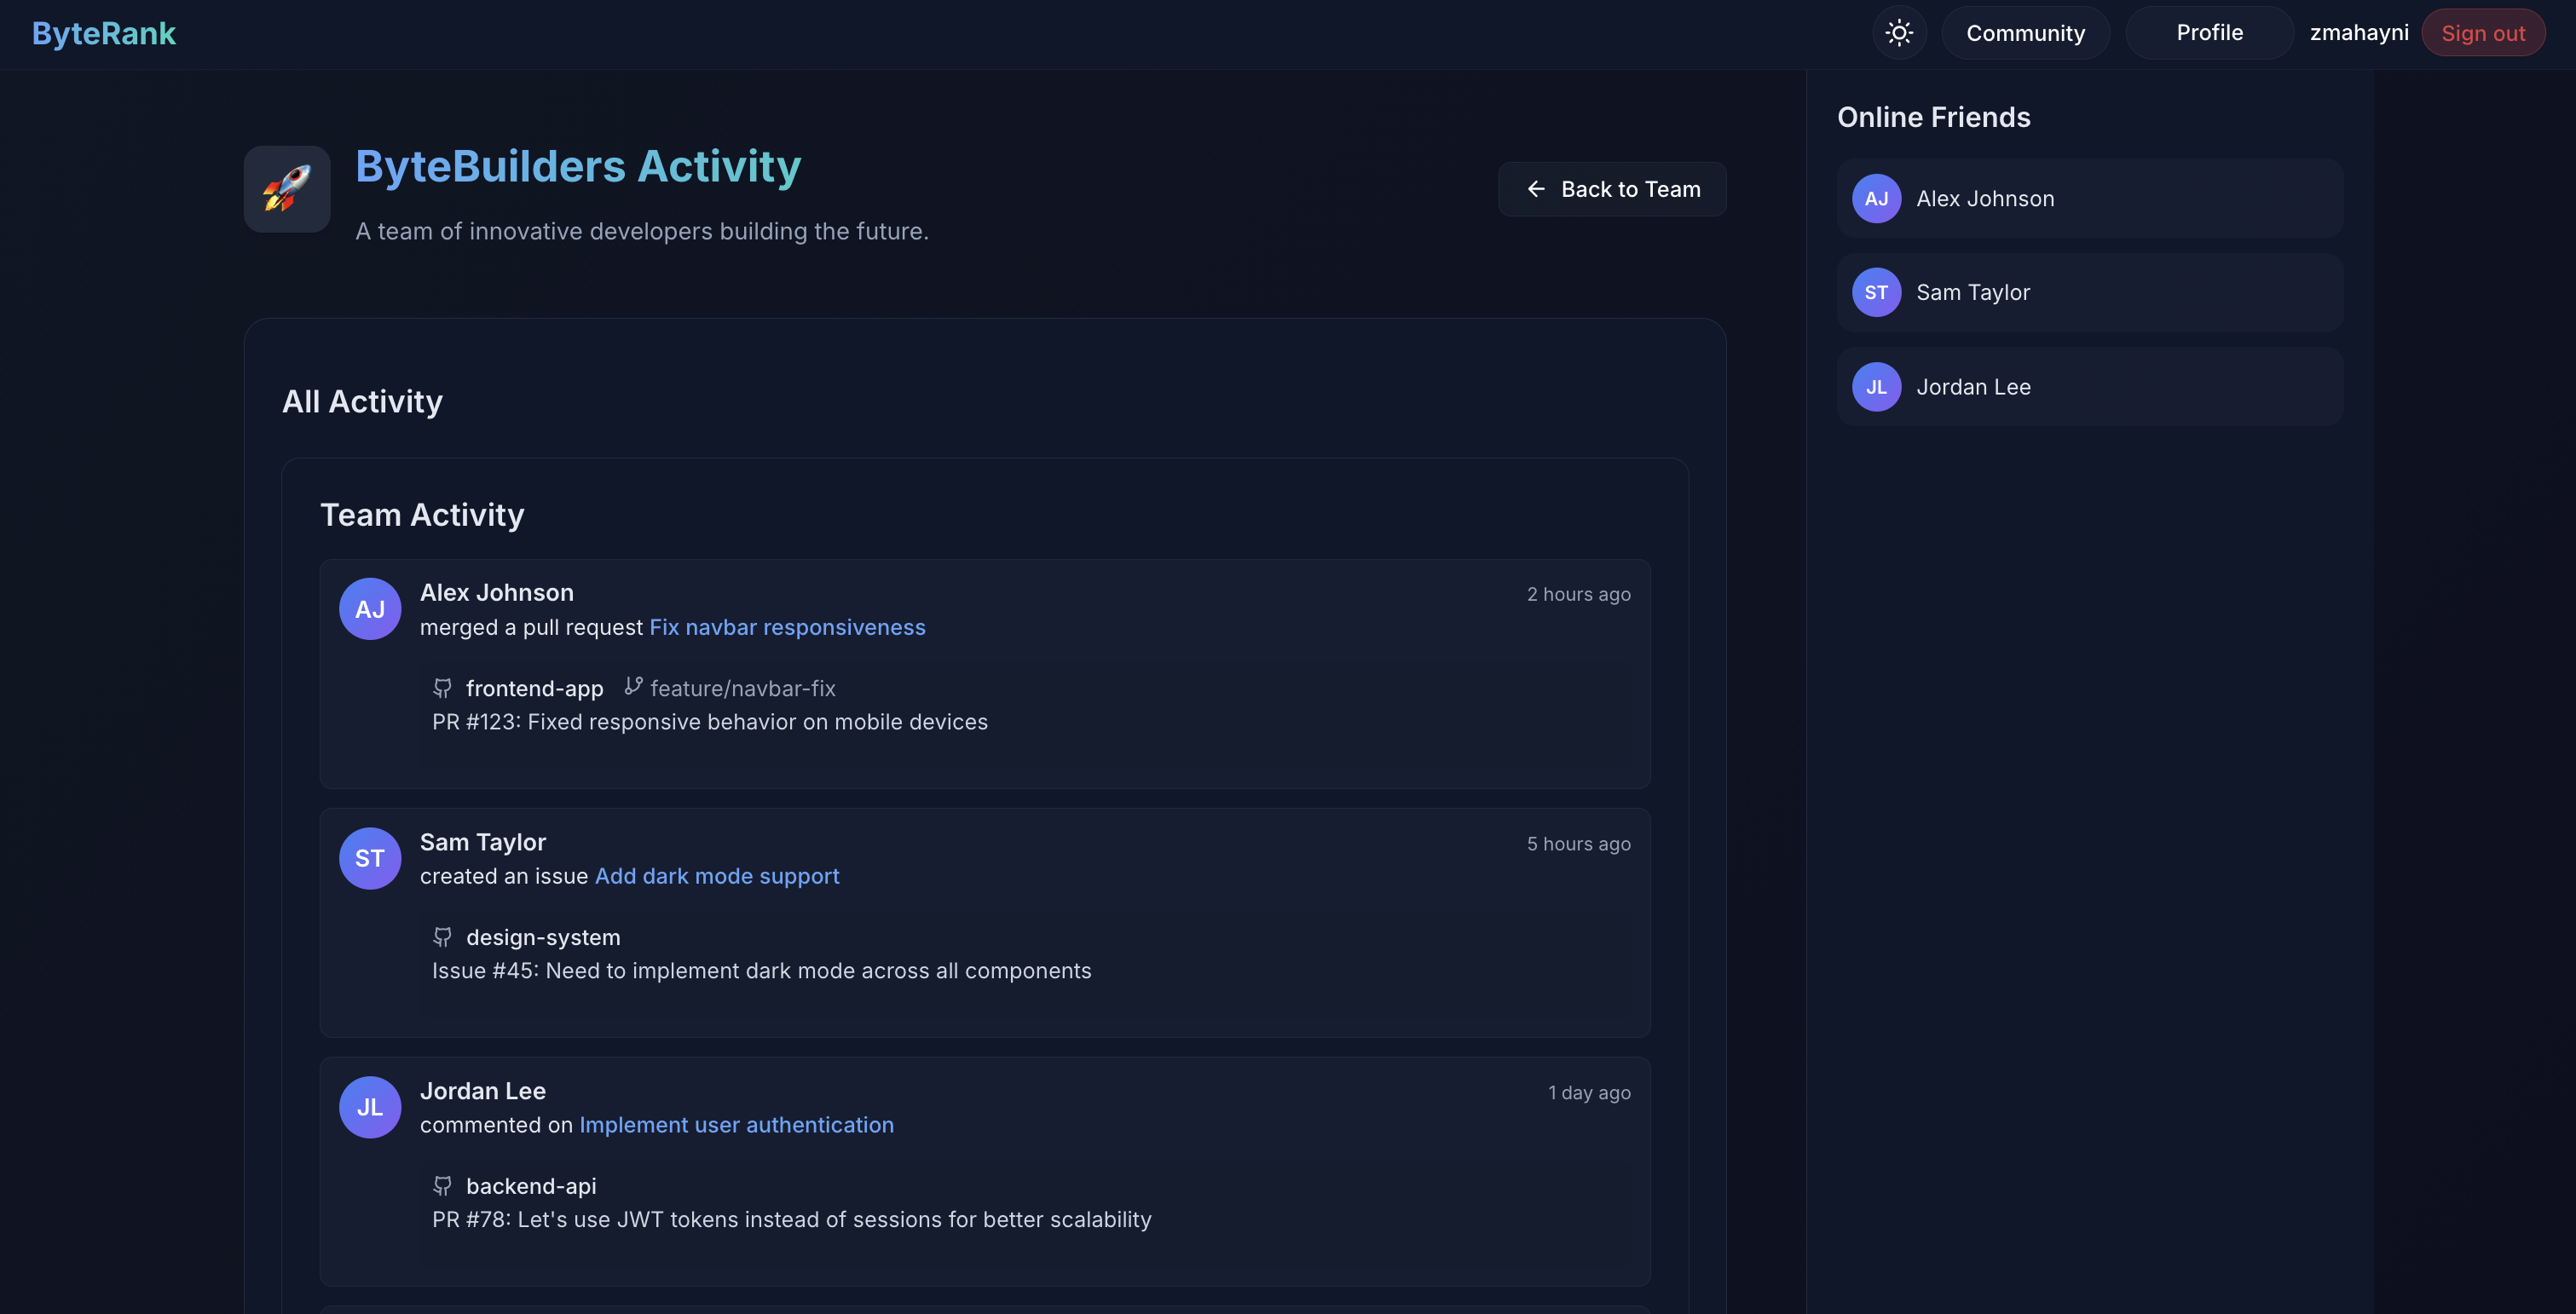 ByteRank
Community
Profile
zmahayni
Sign out
ByteBuilders Activity
A team of innovative developers building the future.
Back to Team
All Activity
Team Activity
AJ
Alex Johnson
2 hours ago
merged a pull request Fix navbar responsiveness
frontend-app feature/navbar-fix
PR #123: Fixed responsive behavior on mobile devices
ST
Sam Taylor
5 hours ago
created an issue Add dark mode support
design-system
Issue #45: Need to implement dark mode across all components
JL
Jordan Lee
1 day ago
commented on Implement user authentication
backend-api
PR #78: Let's use JWT tokens instead of sessions for better scalability
Online Friends
AJ
Alex Johnson
ST
Sam Taylor
JL
Jordan Lee